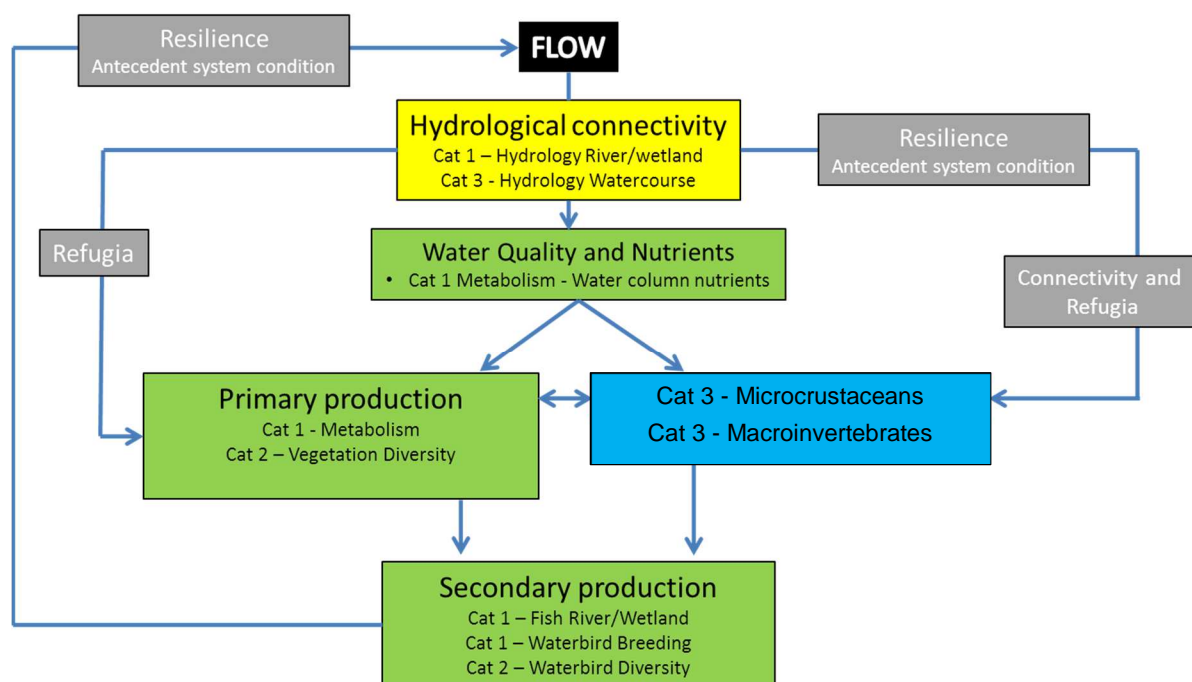 Resilience
Antecedent system condition
FLOW
Hydrological connectivity
Cat 1 – Hydrology River/wetland
Cat 3 - Hydrology Watercourse
Resilience
Antecedent system condition
Refugia
Water Quality and Nutrients
• Cat 1 Metabolism - Water column nutrients
Connectivity and
Refugia
Primary production
Cat 1 - Metabolism
Cat 2 – Vegetation Diversity
Cat 3 - Microcrustaceans
Cat 3 - Macroinvertebrates
Secondary production
Cat 1 – Fish River/Wetland
Cat 1 – Waterbird Breeding
Cat 2 – Waterbird Diversity